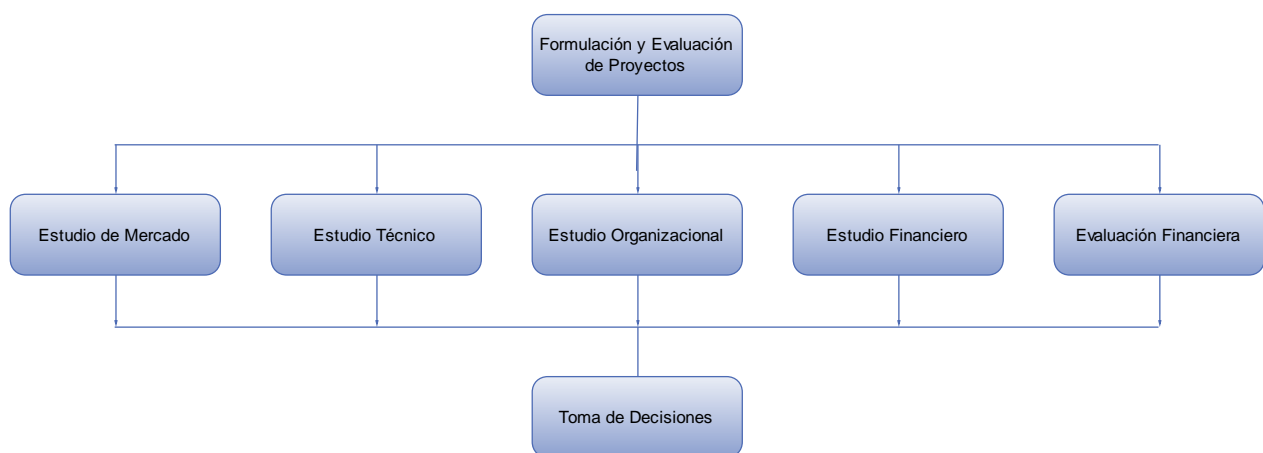 Formulación y Evaluación
de Proyectos
Estudio de Mercado
Estudio Técnico
Estudio Organizacional
Estudio Financiero
Evaluación Financiera
Toma de Decisiones